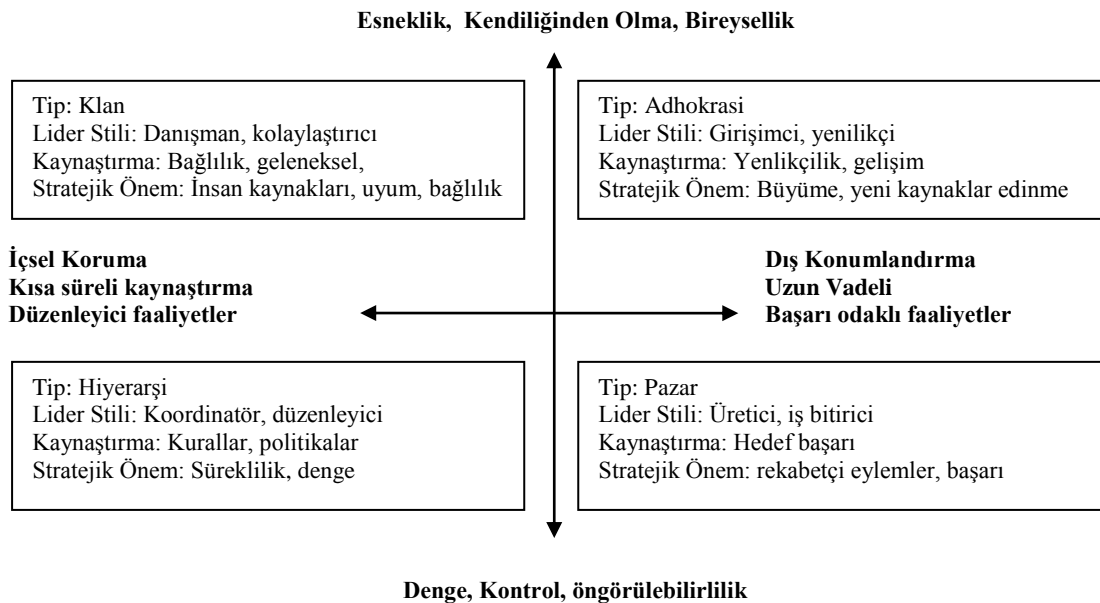 Esneklik, Kendiliğinden Olma, Bireysellik
Tip: Klan
Lider Stili: Danışman, kolaylaştırıcı
Kaynaştırma: Bağlılık, geleneksel,
Stratejik Önem: İnsan kaynakları, uyum, bağlılık
Tip: Adhokrasi
Lider Stili: Girişimci, yenilikçi
Kaynaştırma: Yenlikçilik, gelişim
Stratejik Önem: Büyüme, yeni kaynaklar edinme
İçsel Koruma
Kısa süreli kaynaştırma
Düzenleyici faaliyetler
Dış Konumlandırma
Uzun Vadeli
Başarı odaklı faaliyetler
Tip: Hiyerarşi
Lider Stili: Koordinatör, düzenleyici
Kaynaştırma: Kurallar, politikalar
Stratejik Önem: Süreklilik, denge
Tip: Pazar
Lider Stili: Üretici, iş bitirici
Kaynaştırma: Hedef başarı
Stratejik Önem: rekabetçi eylemler, başarı
Denge, Kontrol, öngörülebilirlilik